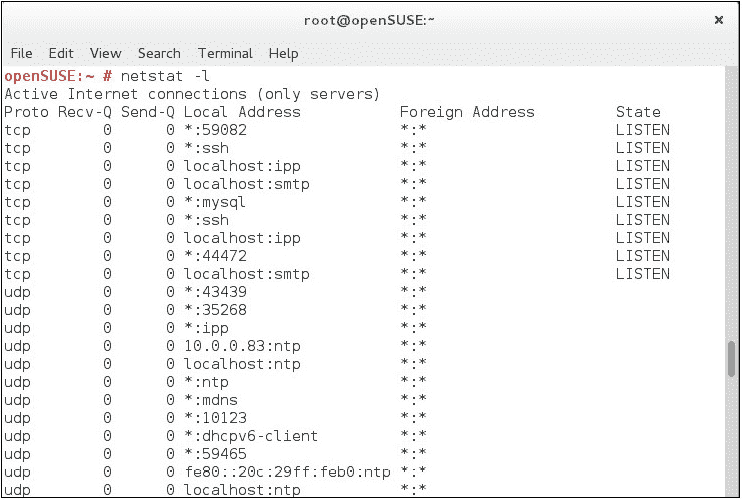 root@openSUSE:~ ×
File Edit View Search Terminal Help
openSUSE:~ # netstat -l
Active Internet connections (only servers)
Proto Recv-Q Send-Q Local Address           Foreign Address         State
tcp        0      0 *:59082                 *:*                     LISTEN
tcp        0      0 *:ssh                   *:*                     LISTEN
tcp        0      0 localhost:ipp           *:*                     LISTEN
tcp        0      0 localhost:smtp          *:*                     LISTEN
tcp        0      0 *:mysql                 *:*                     LISTEN
tcp        0      0 *:ssh                   *:*                     LISTEN
tcp        0      0 localhost:ipp           *:*                     LISTEN
tcp        0      0 *:44472                 *:*                     LISTEN
tcp        0      0 localhost:smtp          *:*                     LISTEN
udp        0      0 *:43439                 *:*
udp        0      0 *:35268                 *:*
udp        0      0 *:ipp                   *:*
udp        0      0 10.0.0.83:ntp           *:*
udp        0      0 localhost:ntp           *:*
udp        0      0 *:ntp                   *:*
udp        0      0 *:mdns                  *:*
udp        0      0 *:10123                 *:*
udp        0      0 *:dhcpv6-client         *:*
udp        0      0 *:59465                 *:*
udp        0      0 fe80::20c:29ff:feb0:ntp *:*
udp        0      0 localhost:ntp           *:*